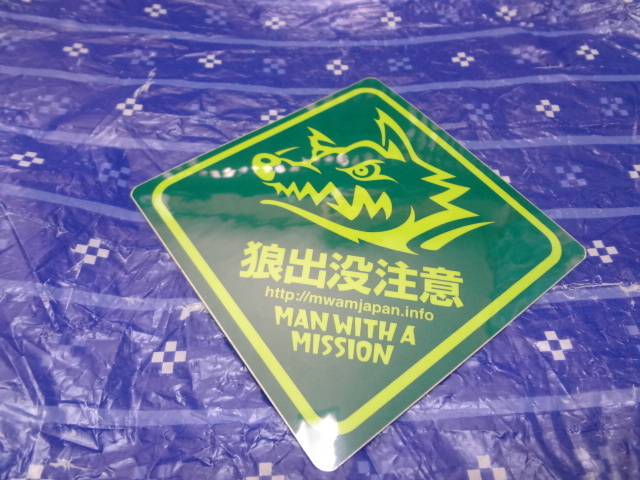 狼出没注意
http://mwamjapan.info
MAN WITH A
MISSION